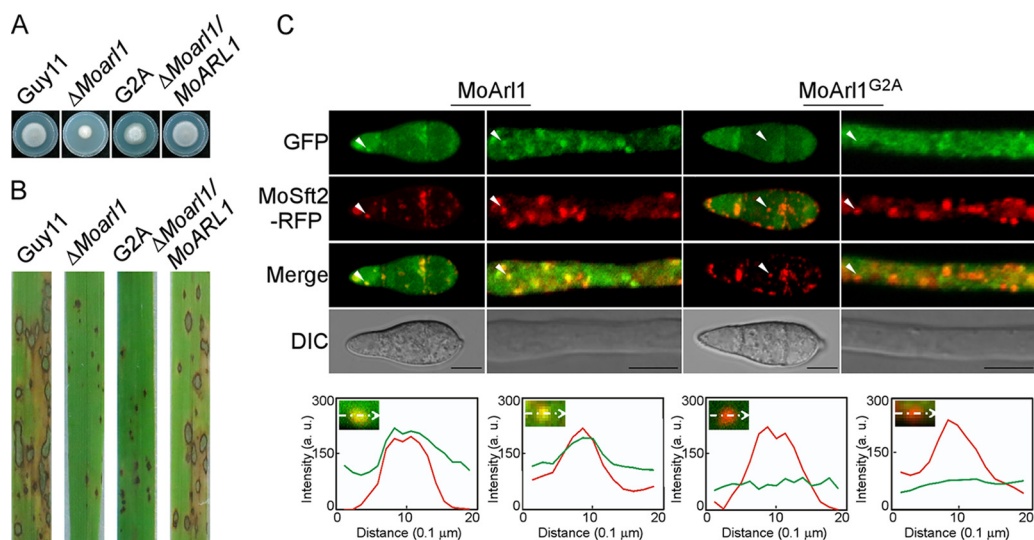 A
Guy11
ΔMoarl1
G2A
ΔMoarl1/
MoARL1
B
Guy11
ΔMoarl1
G2A
ΔMoarl1/
MoARL1
C
MoArl1
MoArl1G2A
GFP
MoSft2
-RFP
Merge
DIC
Intensity (a. u.)
300
150
0
0 10 20
Distance (0.1 μm)
Intensity (a. u.)
300
150
0
0 10 20
Distance (0.1 μm)
Intensity (a. u.)
300
150
0
0 10 20
Distance (0.1 μm)
Intensity (a. u.)
300
150
0
0 10 20
Distance (0.1 μm)